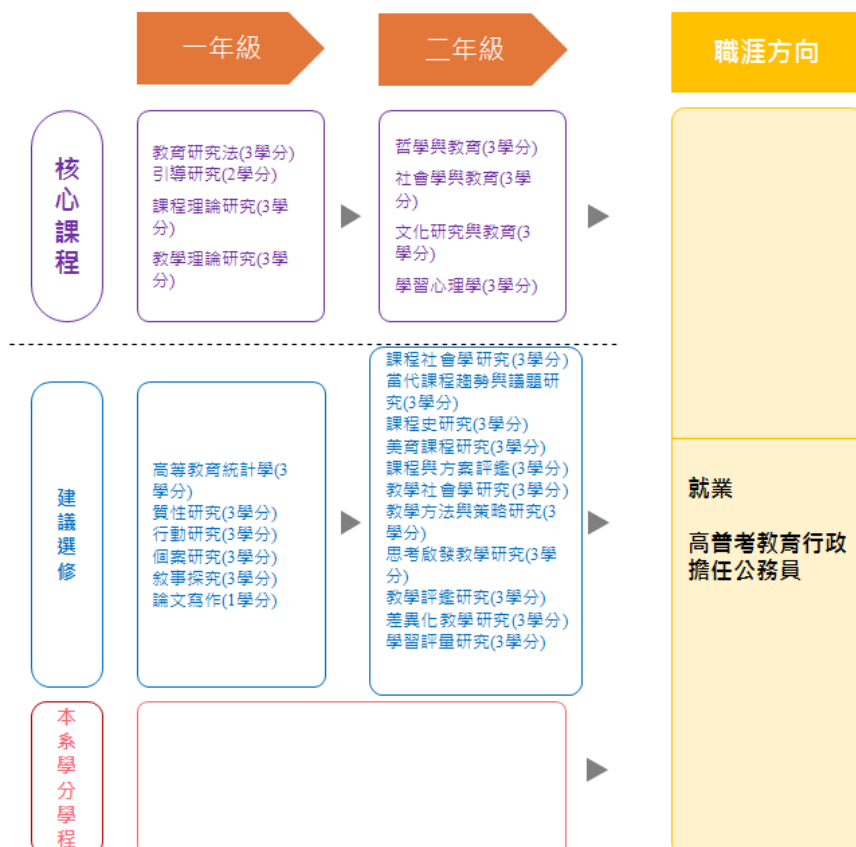 一年級
二年級
職涯方向
核心課程
教育研究法(3學分)
引導研究(2學分)
課程理論研究(3學
分)
教學理論研究(3學
分)
哲學與教育(3學分)
社會學與教育(3學
分)
文化研究與教育(3
學分)
學習心理學(3學分)
建議選修
高等教育統計學(3
學分)
質性研究(3學分)
行動研究(3學分)
個案研究(3學分)
敘事探究(3學分)
論文寫作(1學分)
課程社會學研究(3學分)
當代課程趨勢與議題研
究(3學分)
課程史研究(3學分)
美育課程研究(3學分)
課程與方案評鑑(3學分)
教學社會學研究(3學分)
教學方法與策略研究(3
學分)
思考啟發教學研究(3學
分)
教學評鑑研究(3學分)
差異化教學研究(3學分)
學習評量研究(3學分)
就業
高普考教育行政
擔任公務員
本系學分學程